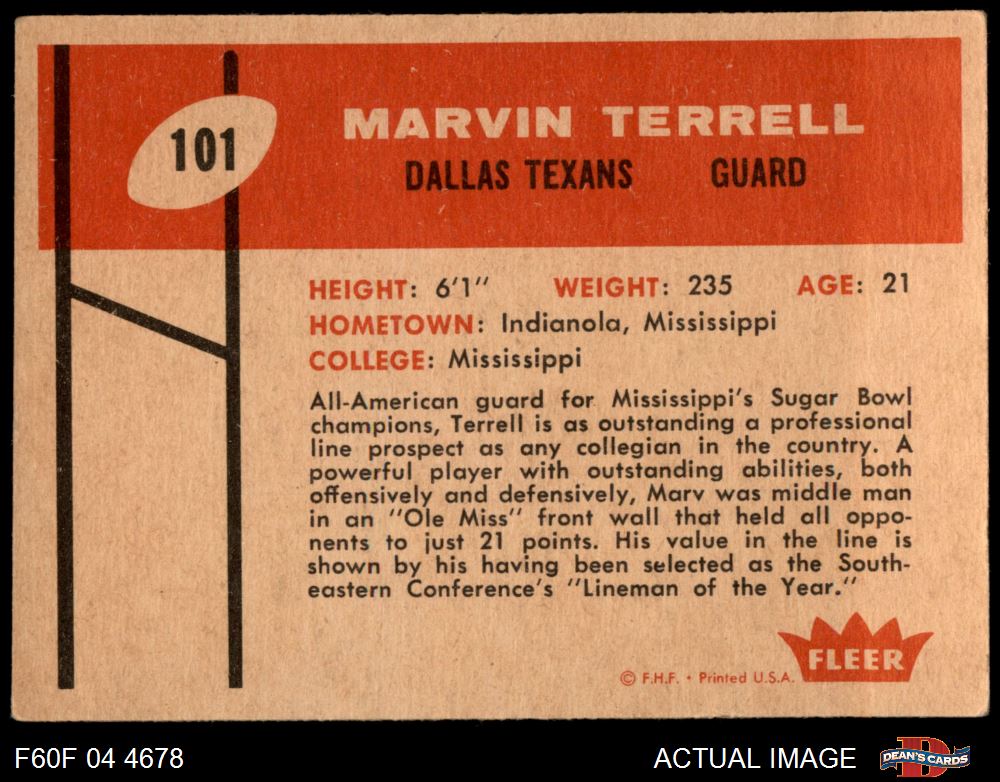 101
MARVIN TERRELL
DALLAS TEXANS GUARD
HEIGHT: 6'1" WEIGHT: 235 AGE: 21
HOMETOWN: Indianola, Mississippi
COLLEGE: Mississippi
All-American guard for Mississippi's Sugar Bowl
champions, Terrell is as outstanding a professional
line prospect as any collegian in the country. A
powerful player with outstanding abilities, both
offensively and defensively, Marv was middle man
in an "Ole Miss" front wall that held all oppo-
nents to just 21 points. His value in the line is
shown by his having been selected as the South-
eastern Conference's "Lineman of the Year."
FLEER
© F.H.F. • Printed U.S.A.
F60F 04 4678 ACTUAL IMAGE DEAN'S CARDS